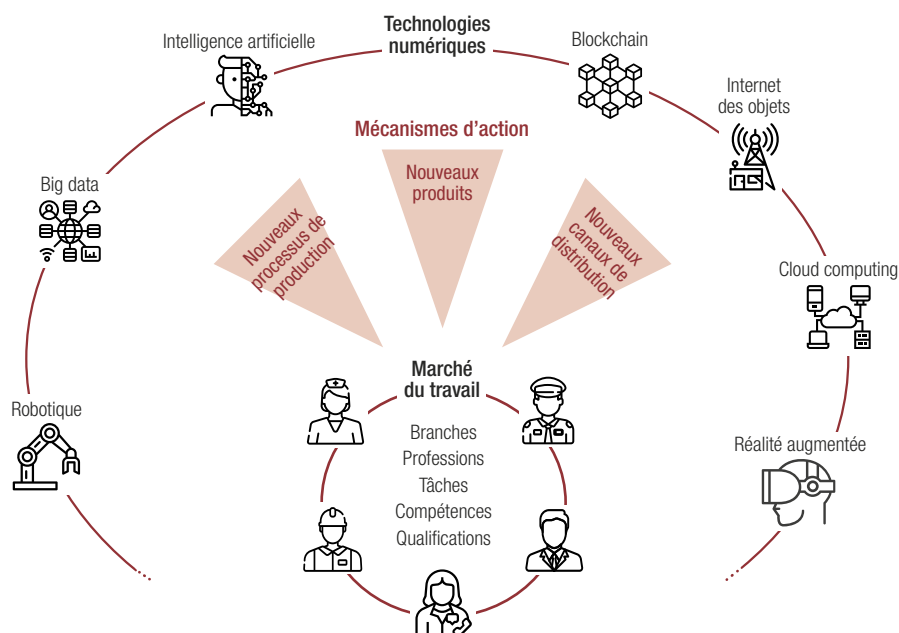 Technologies
numériques
Intelligence artificielle
Blockchain
Internet
des objets
Mécanismes d'action
Big data
Nouveaux
processus de
production
Nouveaux
produits
Nouveaux
canaux de
distribution
Cloud computing
Robotique
Marché
du travail
Branches
Professions
Tâches
Compétences
Qualifications
Réalité augmentée